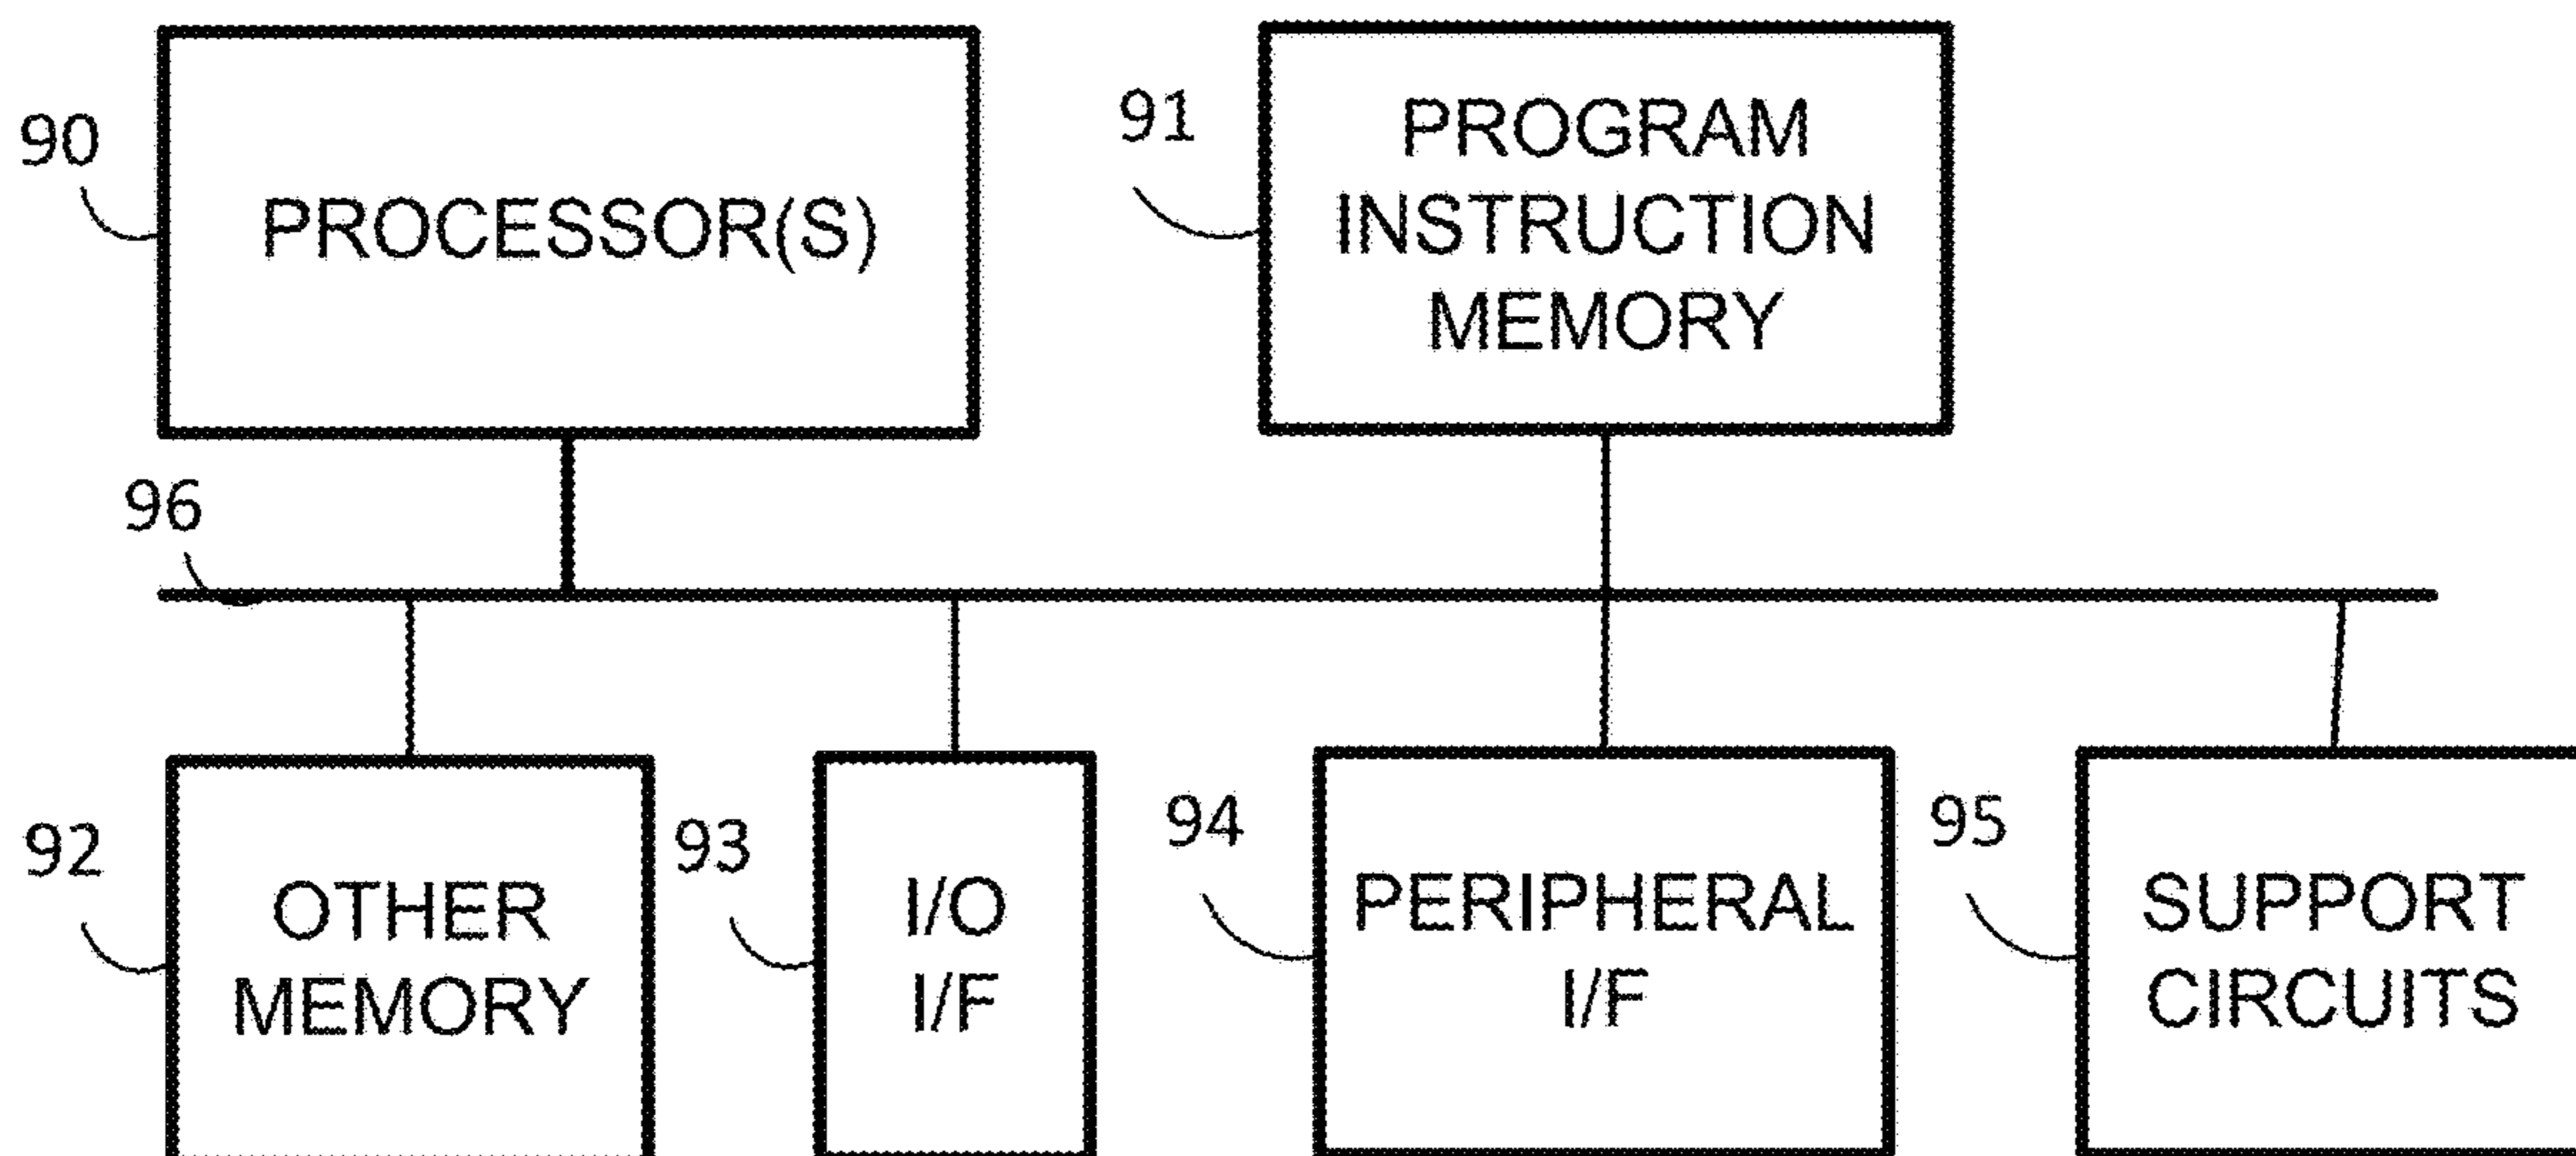 90
PROCESSOR(S)
91
PROGRAM
INSTRUCTION
MEMORY
96
92
OTHER
MEMORY
93
I/O
I/F
94
PERIPHERAL
I/F
95
SUPPORT
CIRCUITS